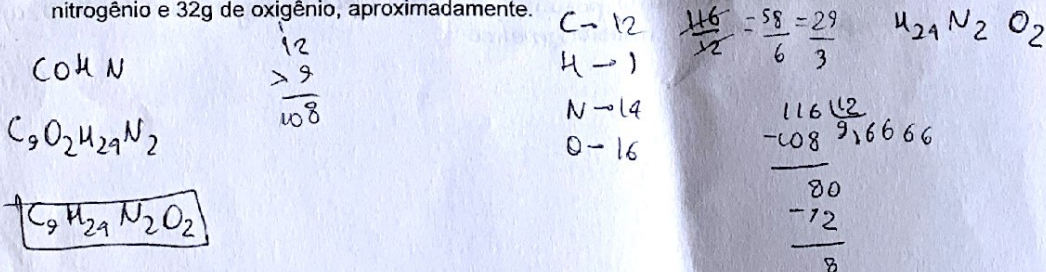 nitrogênio e 32g de oxigênio, aproximadamente.
COHN
C9O2H24N2
C9H24N2O2
12
× 9
108
C - 12
H → 1
N → 14
O - 16
116/12 = 58/6 = 29/3
H24 N2 O2
116 12
-108 9,6666
80
-72
8